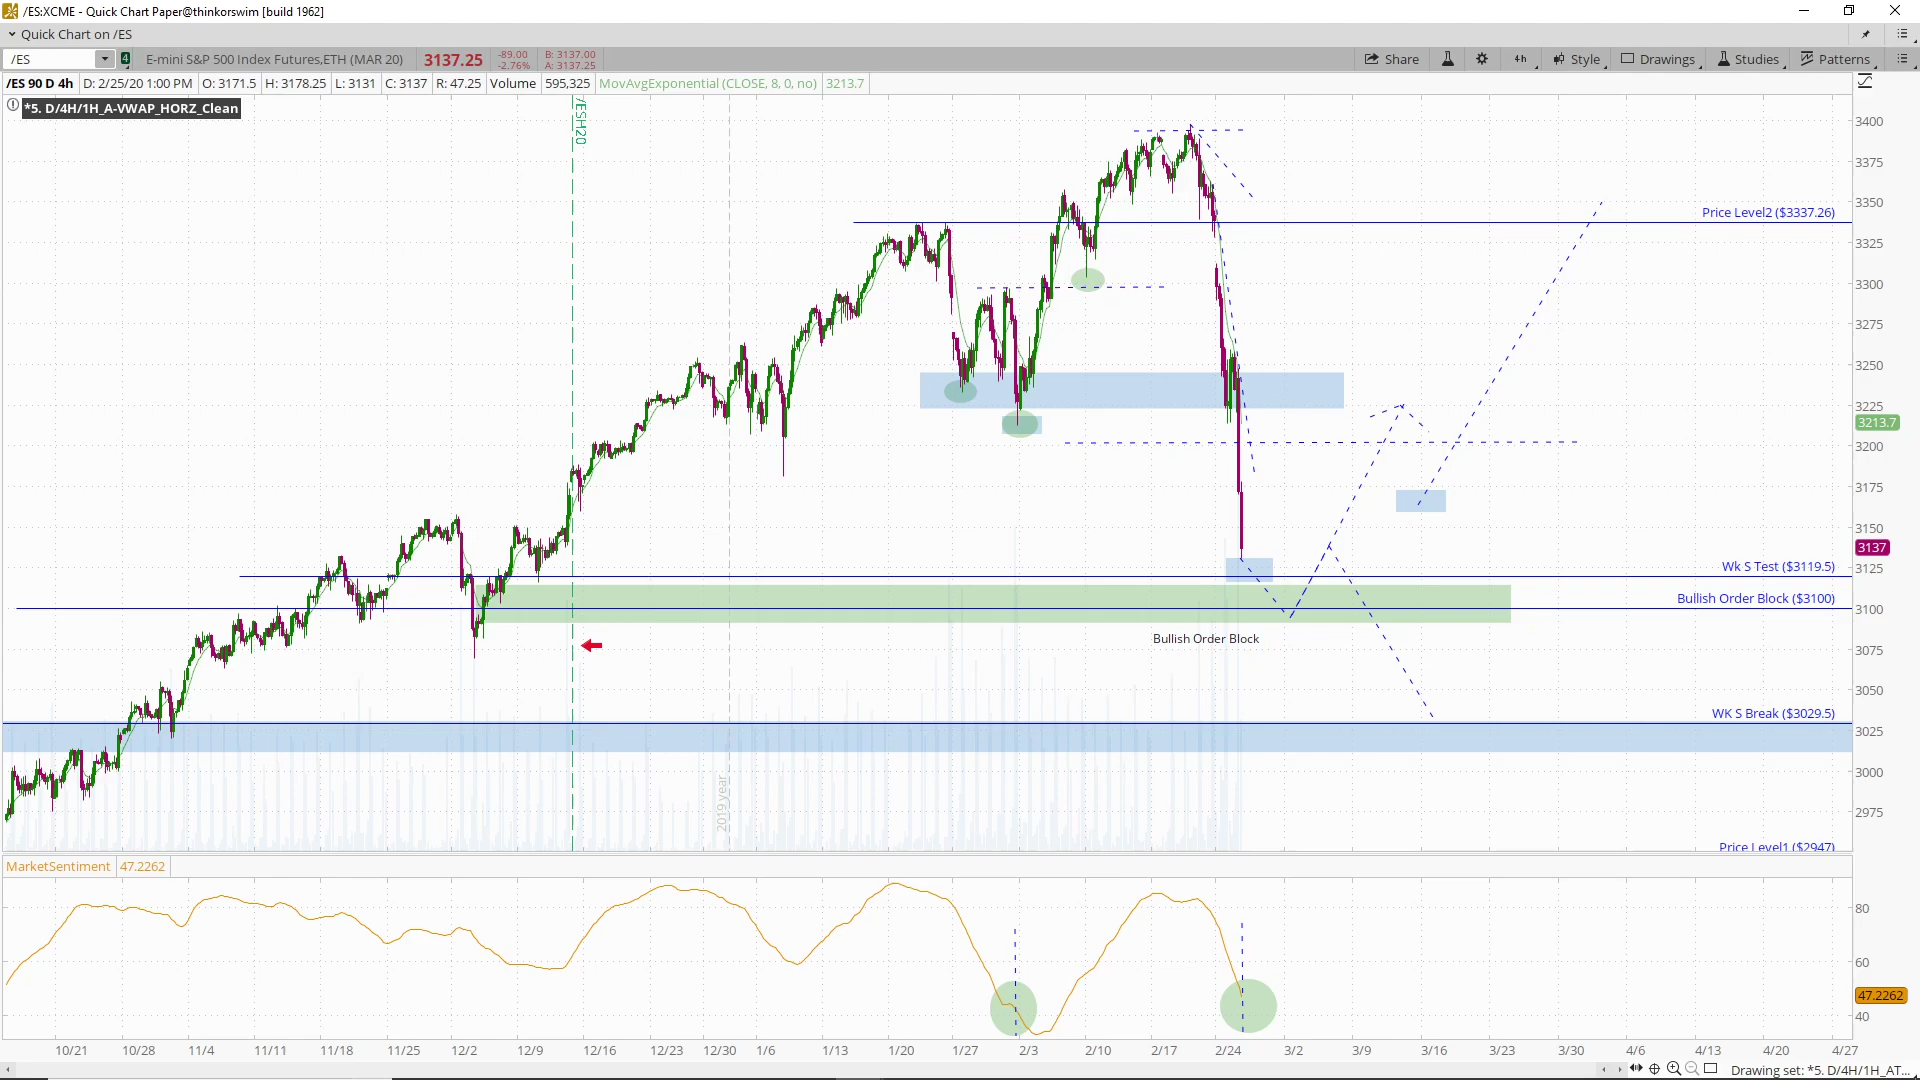 /ES:XCME - Quick Chart Paper@thinkorswim [build 1962]
Quick Chart on /ES
/ES 4 E-mini S&P 500 Index Futures,ETH (MAR 20) 3137.25 -89.00 B: 3137.00
-2.76% A: 3137.25
Share 4h Style Drawings Studies Patterns
/ES 90 D 4h D: 2/25/20 1:00 PM O: 3171.5 H: 3178.25 L: 3131 C: 3137 R: 47.25 Volume 595,325 MovAvgExponential (CLOSE, 8, 0, no) 3213.7
*5. D/4H/1H_A-VWAP_HORZ_Clean
/ESH20
3400
3375
3350
Price Level2 ($3337.26)
3325
3300
3275
3250
3225
3213.7
3200
3175
3150
3137
Wk S Test ($3119.5)
3125
Bullish Order Block ($3100)
3100
Bullish Order Block
3075
3050
WK S Break ($3029.5)
3025
3000
2019 year
2975
Price Level1 ($2947)
MarketSentiment 47.2262
80
60
47.2262
40
10/21 10/28 11/4 11/11 11/18 11/25 12/2 12/9 12/16 12/23 12/30 1/6 1/13 1/20 1/27 2/3 2/10 2/17 2/24 3/2 3/9 3/16 3/23 3/30 4/6 4/13 4/20 4/27
Drawing set: *5. D/4H/1H_AT...